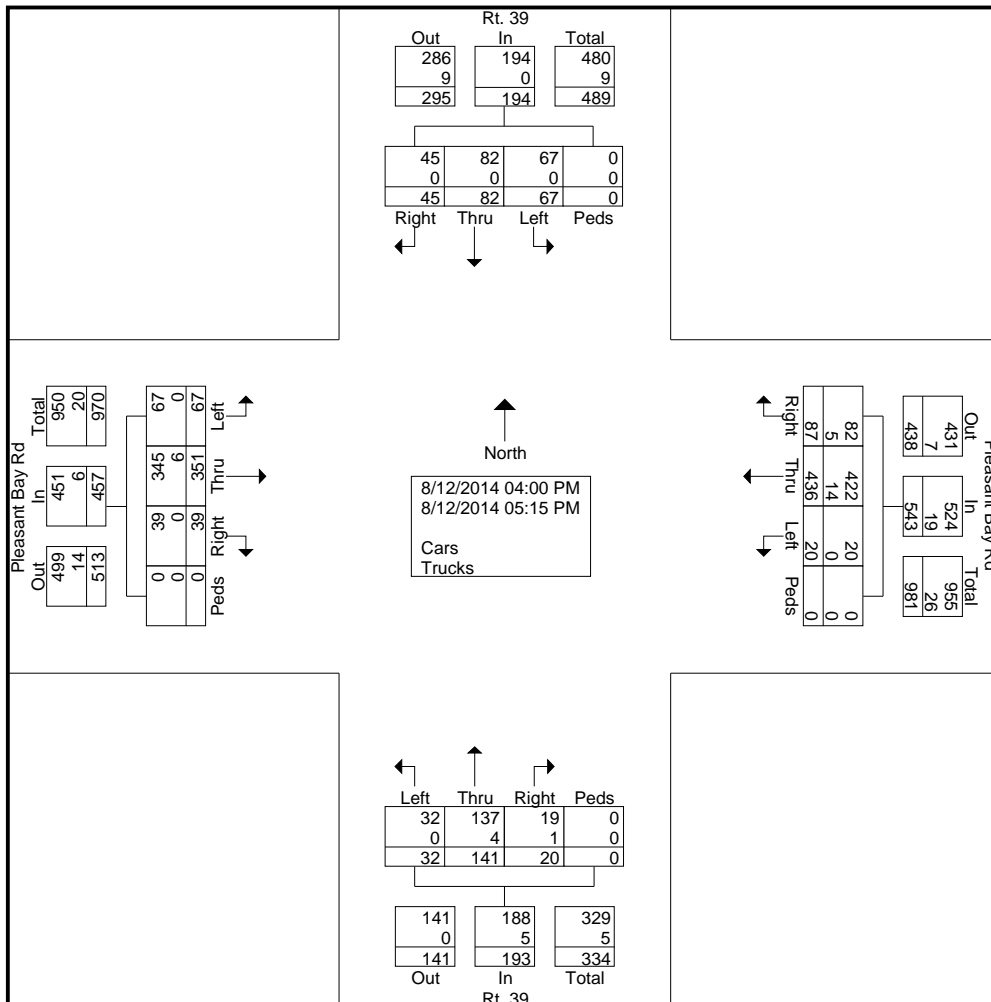 Rt. 39
Out In Total
286 194 480
9 0 9
295 194 489
45 82 67 0
0 0 0 0
45 82 67 0
Right Thru Left Peds
Pleasant Bay Rd
Total In Out
950 451 499
20 6 14
970 457 513
67 345 39 0
0 6 0 0
67 351 39 0
Left Thru Right Peds
North
8/12/2014 04:00 PM
8/12/2014 05:15 PM
Cars
Trucks
Pleasant Bay Rd
Out In Total
431 524 955
7 19 26
438 543 981
82 422 20 0
5 14 0 0
87 436 20 0
Right Thru Left Peds
Left Thru Right Peds
32 137 19 0
0 4 1 0
32 141 20 0
141 188 329
0 5 5
141 193 334
Out In Total
Rt. 39